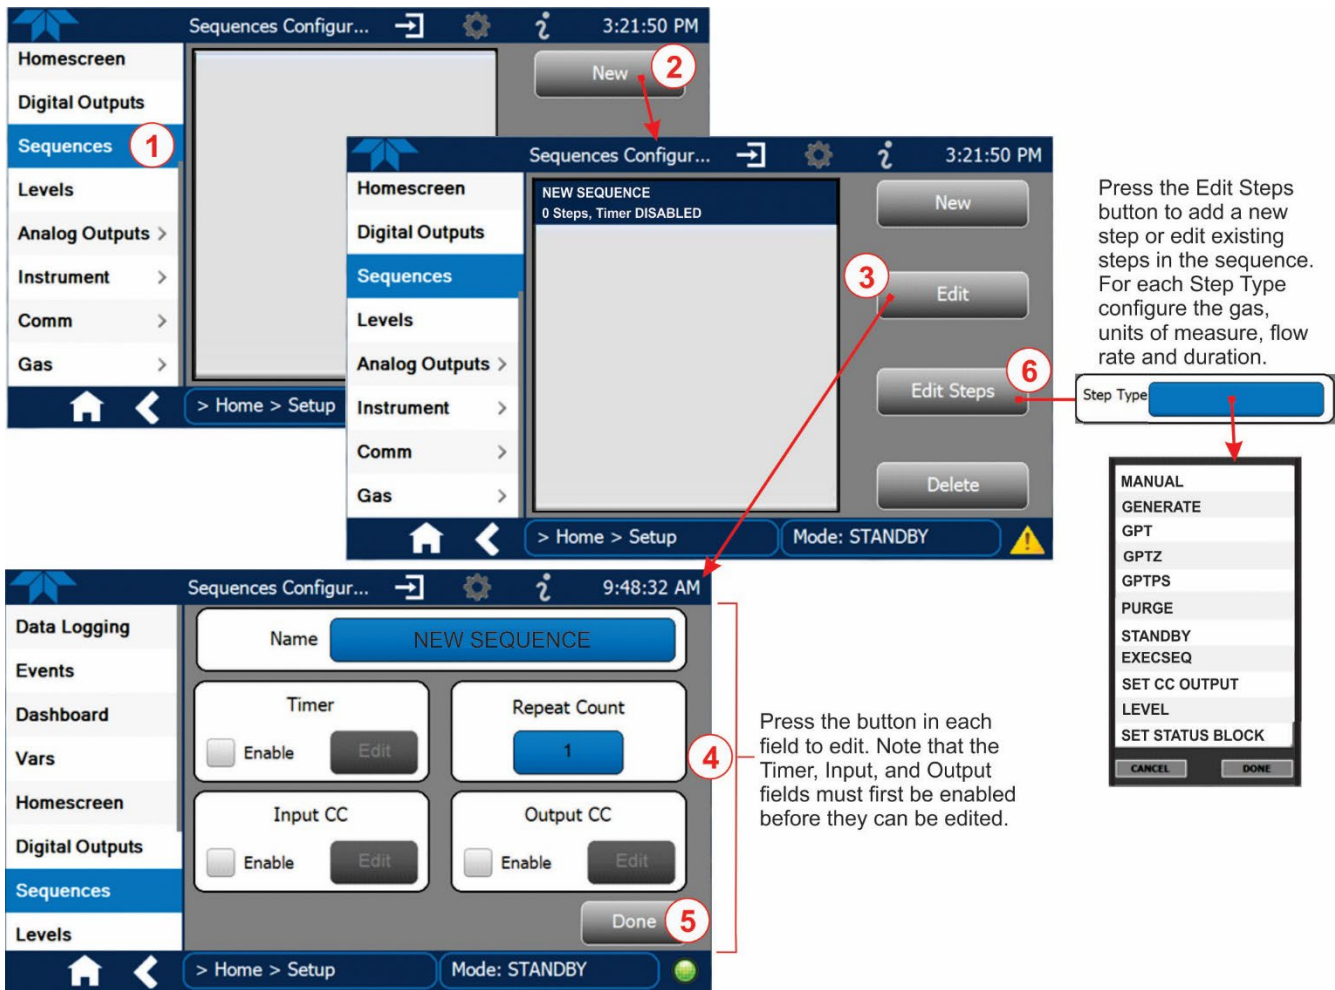 Sequences Configur...
3:21:50 PM
Homescreen
Digital Outputs
Sequences
1
Levels
Analog Outputs >
Instrument >
Comm >
Gas >
New
2
> Home > Setup
Sequences Configur...
3:21:50 PM
Homescreen
Digital Outputs
Sequences
Levels
Analog Outputs >
Instrument >
Comm >
Gas >
NEW SEQUENCE
0 Steps, Timer DISABLED
New
3
Edit
6
Edit Steps
Delete
> Home > Setup
Mode: STANDBY
Press the Edit Steps
button to add a new
step or edit existing
steps in the sequence.
For each Step Type
configure the gas,
units of measure, flow
rate and duration.
Step Type
MANUAL
GENERATE
GPT
GPTZ
GPTPS
PURGE
STANDBY
EXECSEQ
SET CC OUTPUT
LEVEL
SET STATUS BLOCK
CANCEL
DONE
Sequences Configur...
9:48:32 AM
Data Logging
Events
Dashboard
Vars
Homescreen
Digital Outputs
Sequences
Levels
Name
NEW SEQUENCE
Timer
Enable
Edit
Repeat Count
1
Input CC
Enable
Edit
Output CC
Enable
Edit
Done
5
> Home > Setup
Mode: STANDBY
4
Press the button in each
field to edit. Note that the
Timer, Input, and Output
fields must first be enabled
before they can be edited.